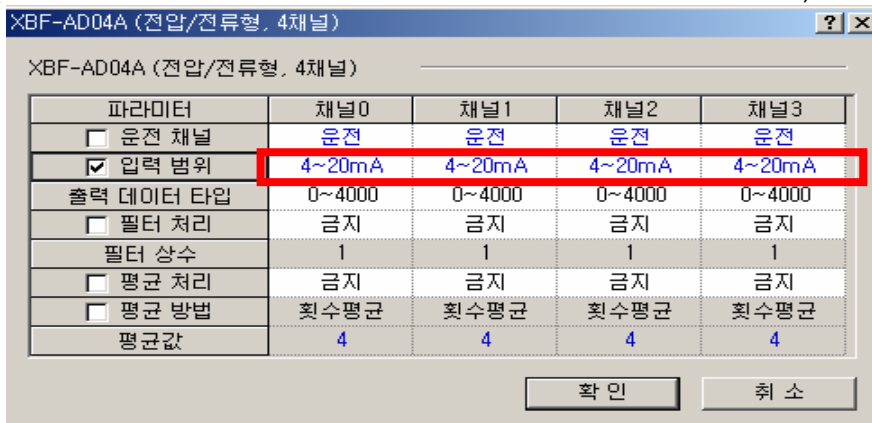 XBF-AD04A (전압/전류형, 4채널)
XBF-AD04A (전압/전류형, 4채널)
파라미터 채널0 채널1 채널2 채널3
운전 채널 운전 운전 운전 운전
입력 범위 4~20mA 4~20mA 4~20mA 4~20mA
출력 데이터 타입 0~4000 0~4000 0~4000 0~4000
필터 처리 금지 금지 금지 금지
필터 상수 1 1 1 1
평균 처리 금지 금지 금지 금지
평균 방법 횟수평균 횟수평균 횟수평균 횟수평균
평균값 4 4 4 4
확인 취소